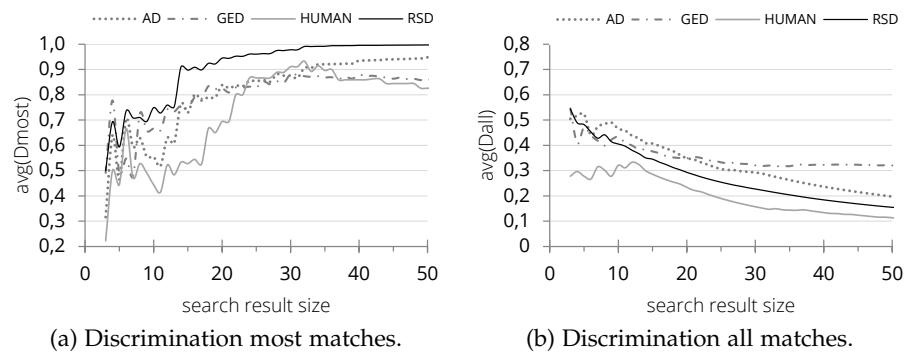 AD GED HUMAN RSD
1,0
0,9
0,8
0,7
0,6
0,5
0,4
0,3
0,2
avg(Dmost)
0 10 20 30 40 50
search result size
(a) Discrimination most matches.
AD GED HUMAN RSD
0,8
0,7
0,6
0,5
0,4
0,3
0,2
0,1
0
avg(Dall)
0 10 20 30 40 50
search result size
(b) Discrimination all matches.